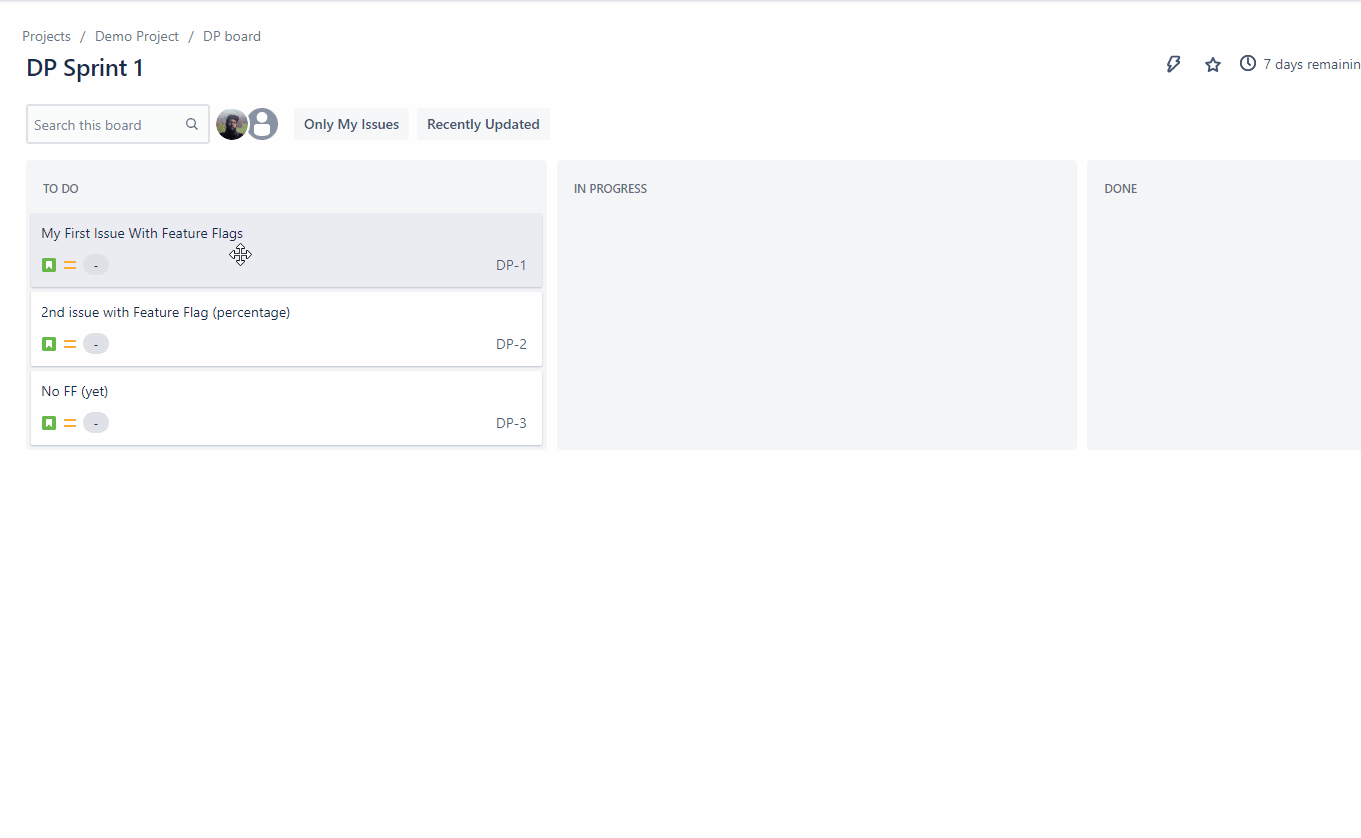 Projects / Demo Project / DP board
DP Sprint 1
7 days remainin
Search this board
Only My Issues
Recently Updated
TO DO
IN PROGRESS
DONE
My First Issue With Feature Flags
-
DP-1
2nd issue with Feature Flag (percentage)
-
DP-2
No FF (yet)
-
DP-3